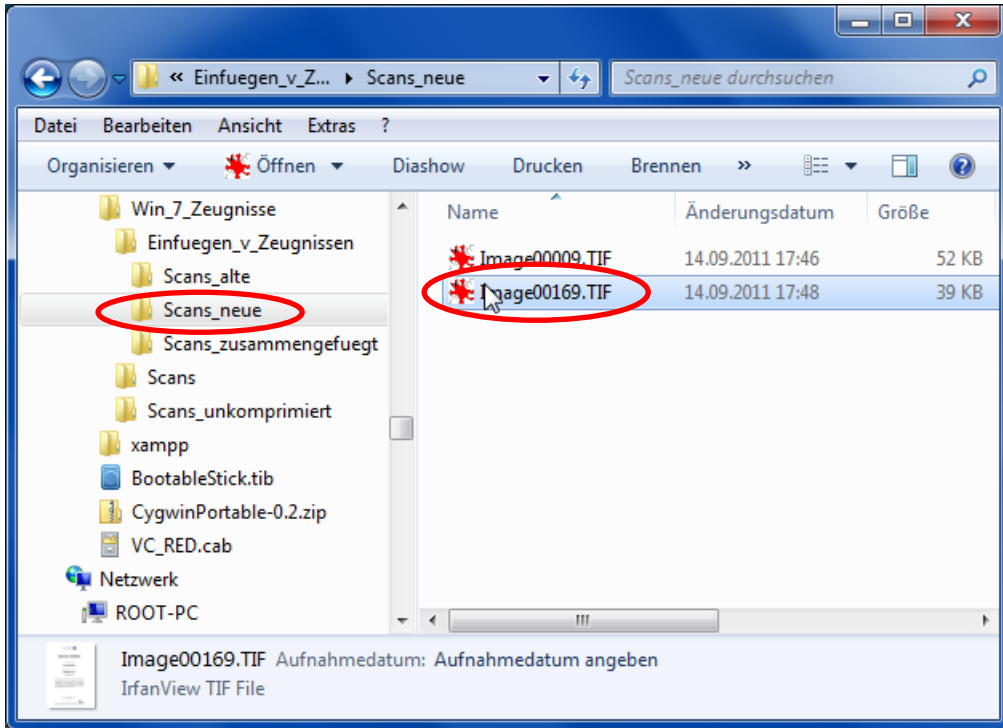 « Einfuegen_v_Z... ▸ Scans_neue
Scans_neue durchsuchen
Datei Bearbeiten Ansicht Extras ?
Organisieren Öffnen Diashow Drucken Brennen »
Win_7_Zeugnisse
Einfuegen_v_Zeugnissen
Scans_alte
Scans_neue
Scans_zusammengefuegt
Scans
Scans_unkomprimiert
xampp
BootableStick.tib
CygwinPortable-0.2.zip
VC_RED.cab
Netzwerk
ROOT-PC
Name Änderungsdatum Größe
Image00009.TIF 14.09.2011 17:46 52 KB
Image00169.TIF 14.09.2011 17:48 39 KB
Image00169.TIF Aufnahmedatum: Aufnahmedatum angeben
IrfanView TIF File